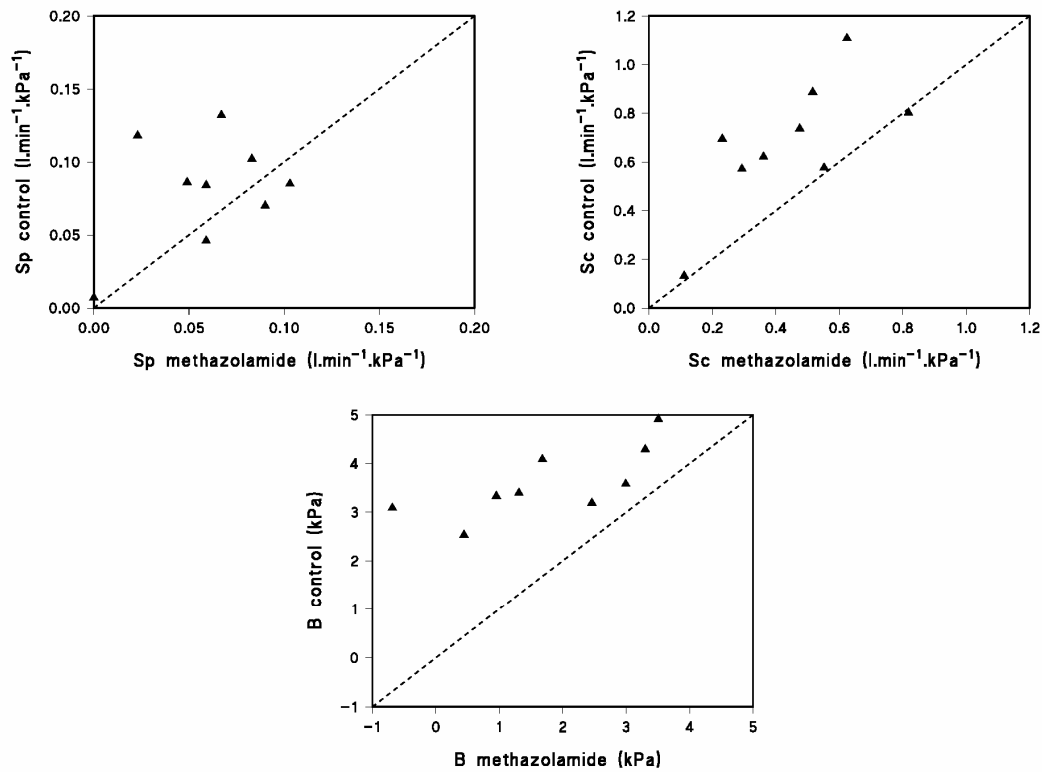 0.20
0.15
0.10
0.05
0.00
Sp control (l.min⁻¹.kPa⁻¹)
0.00 0.05 0.10 0.15 0.20
Sp methazolamide (l.min⁻¹.kPa⁻¹)
1.2
1.0
0.8
0.6
0.4
0.2
0.0
Sc control (l.min⁻¹.kPa⁻¹)
0.0 0.2 0.4 0.6 0.8 1.0 1.2
Sc methazolamide (l.min⁻¹.kPa⁻¹)
5
4
3
2
1
0
−1
B control (kPa)
−1 0 1 2 3 4 5
B methazolamide (kPa)